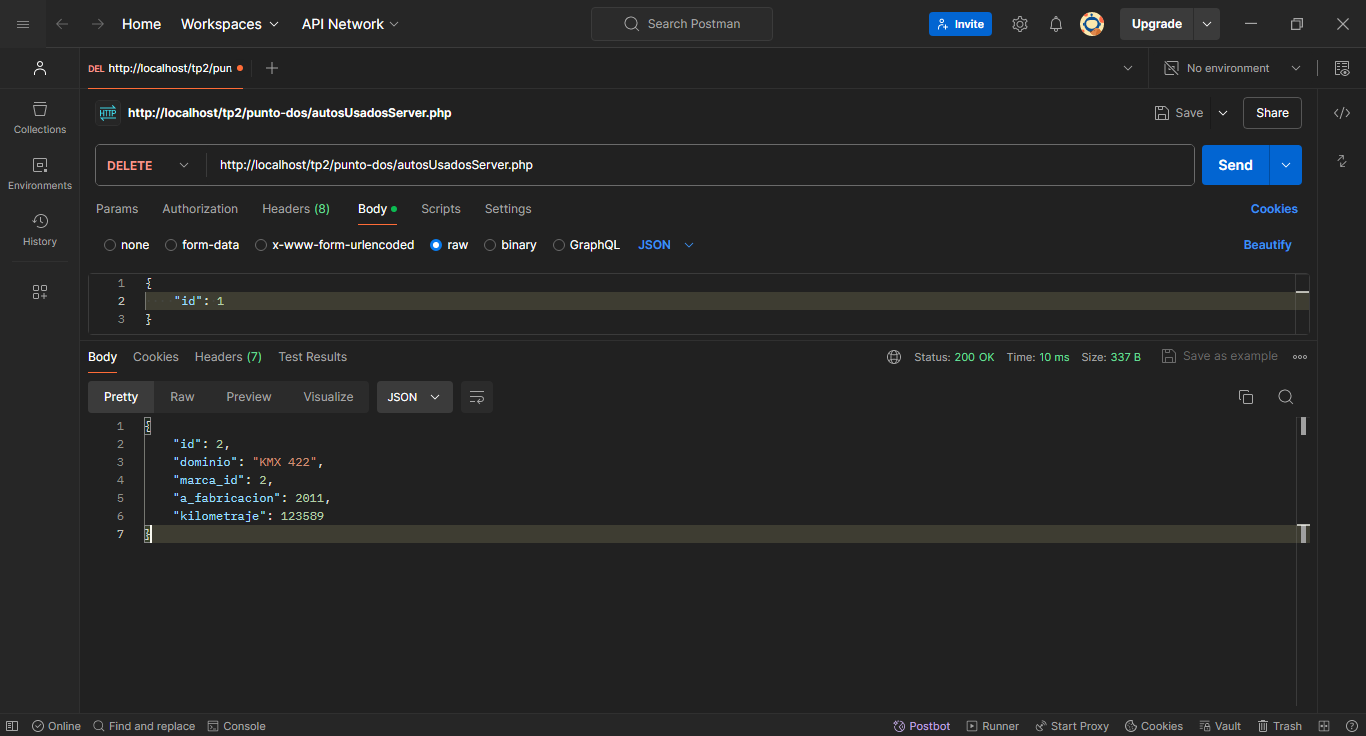 Home Workspaces API Network Search Postman Invite Upgrade
DEL http://localhost/tp2/pun No environment
HTTP http://localhost/tp2/punto-dos/autosUsadosServer.php Save Share
Collections
DELETE http://localhost/tp2/punto-dos/autosUsadosServer.php Send
Environments
Params Authorization Headers (8) Body Scripts Settings Cookies
History
none form-data x-www-form-urlencoded raw binary GraphQL JSON Beautify
1 {
2 "id": 1
3 }
Body Cookies Headers (7) Test Results Status: 200 OK Time: 10 ms Size: 337 B Save as example
Pretty Raw Preview Visualize JSON
1 {
2 "id": 2,
3 "dominio": "KMX 422",
4 "marca_id": 2,
5 "a_fabricacion": 2011,
6 "kilometraje": 123589
7 }
Online Find and replace Console Postbot Runner Start Proxy Cookies Vault Trash